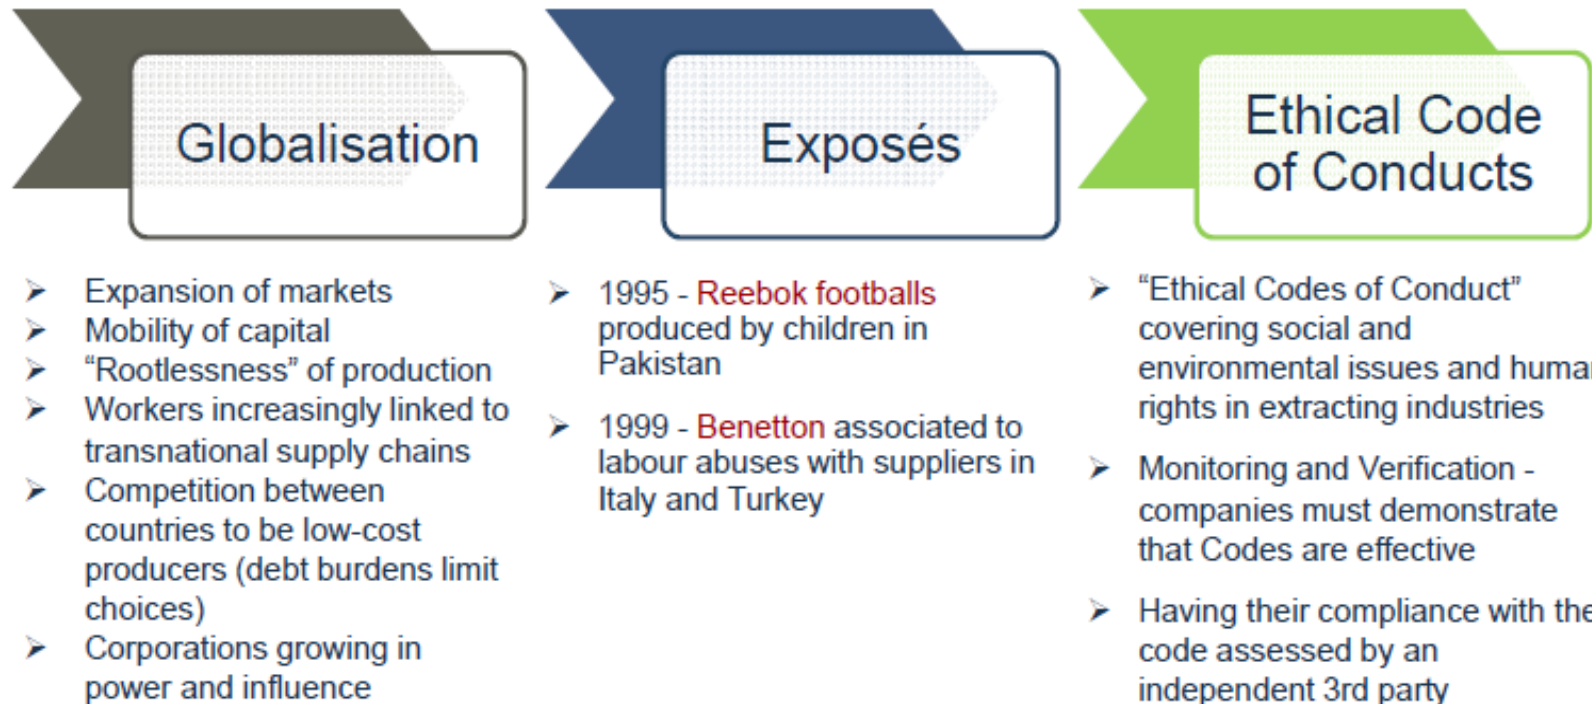 Globalisation
➢ Expansion of markets
➢ Mobility of capital
➢ “Rootlessness” of production
➢ Workers increasingly linked to
transnational supply chains
➢ Competition between
countries to be low-cost
producers (debt burdens limit
choices)
➢ Corporations growing in
power and influence
Exposés
➢ 1995 - Reebok footballs
produced by children in
Pakistan
➢ 1999 - Benetton associated to
labour abuses with suppliers in
Italy and Turkey
Ethical Code
of Conducts
➢ “Ethical Codes of Conduct”
covering social and
environmental issues and human
rights in extracting industries
➢ Monitoring and Verification -
companies must demonstrate
that Codes are effective
➢ Having their compliance with the
code assessed by an
independent 3rd party